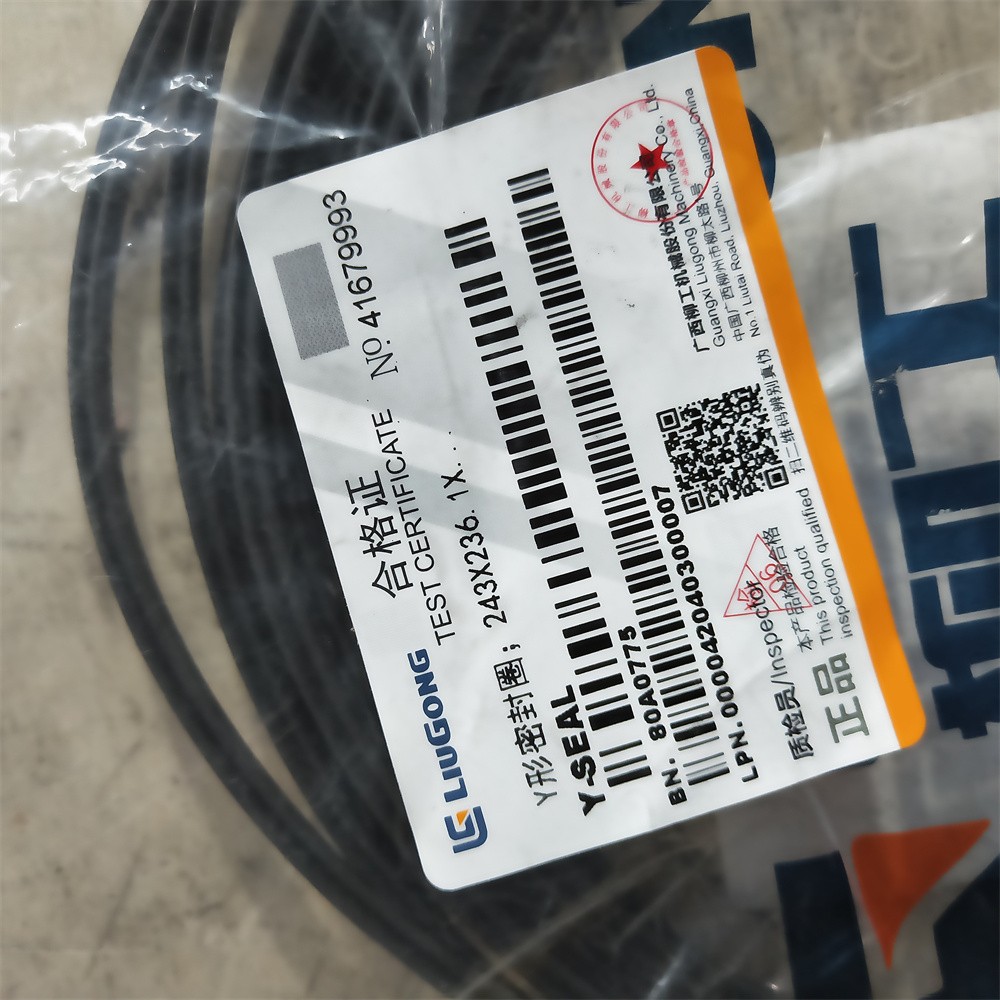 LIUGONG
合格证
TEST CERTIFICATE
№ 41679993
Y形密封圈；243X236.1X...
Y-SEAL
80A0775
BN.
LPN.00004204030000007
质检员/Inspector
本产品检验合格
This product
inspection qualified
正品
扫二维码辨别真伪
广西柳工机械股份有限公司
Guangxi Liugong Machinery Co., Ltd.
中国广西柳州市柳太路1号
No.1 Liutai Road, Liuzhou, Guangxi, China